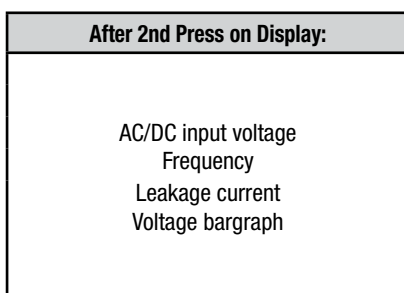 After 2nd Press on Display:
AC/DC input voltage
Frequency
Leakage current
Voltage bargraph